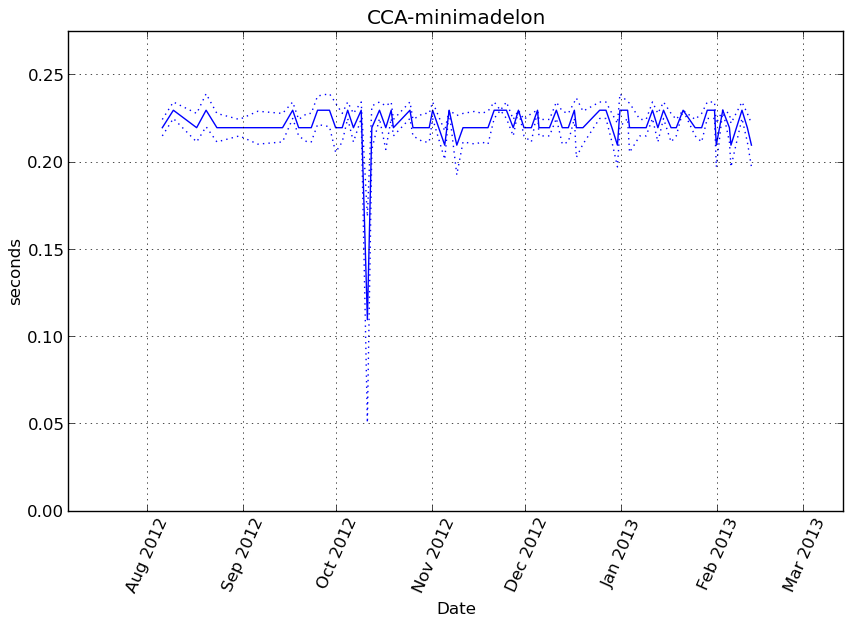 CCA-minimadelon
0.25
0.20
0.15
0.10
0.05
0.00
seconds
Aug 2012
Sep 2012
Oct 2012
Nov 2012
Dec 2012
Jan 2013
Feb 2013
Mar 2013
Date